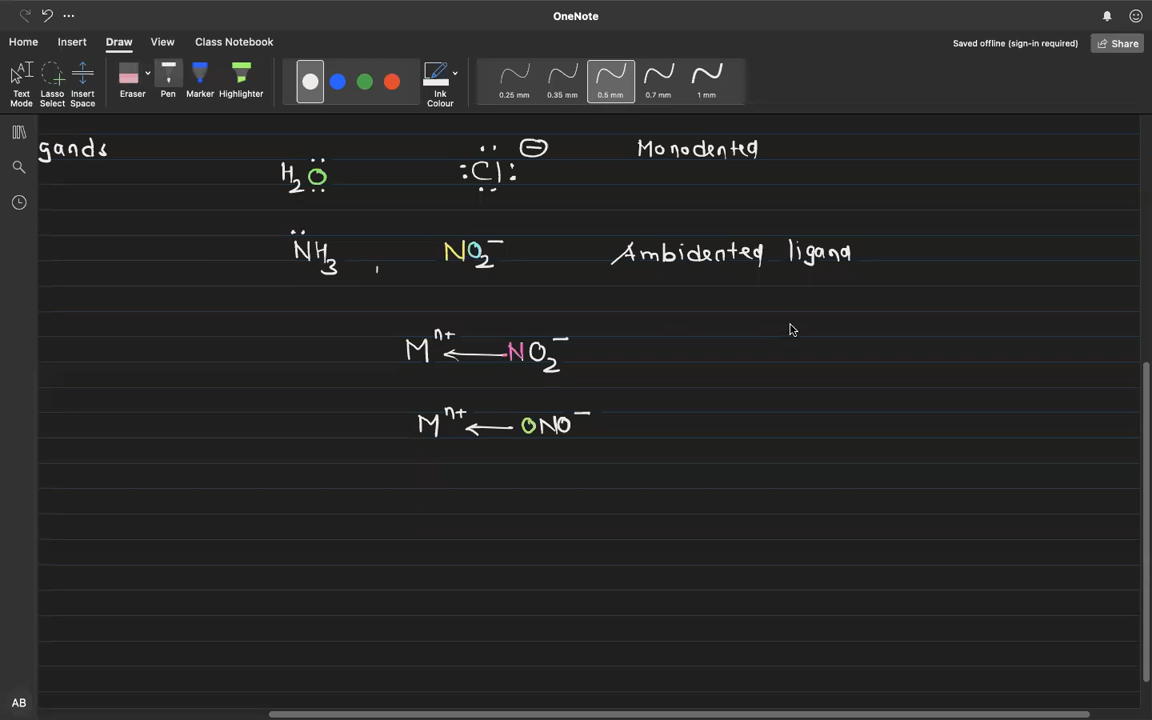 OneNote
Home Insert Draw View Class Notebook
Saved offline (sign-in required) Share
Text Mode Lasso Select Insert Space Eraser Pen Marker Highlighter Ink Colour 0.25 mm 0.35 mm 0.5 mm 0.7 mm 1 mm
gands H₂O Cl⊖ Monodented
NH₃ , NO₂⁻ Ambidented ligand
Mⁿ⁺ ← NO₂⁻
Mⁿ⁺ ← ONO⁻
AB